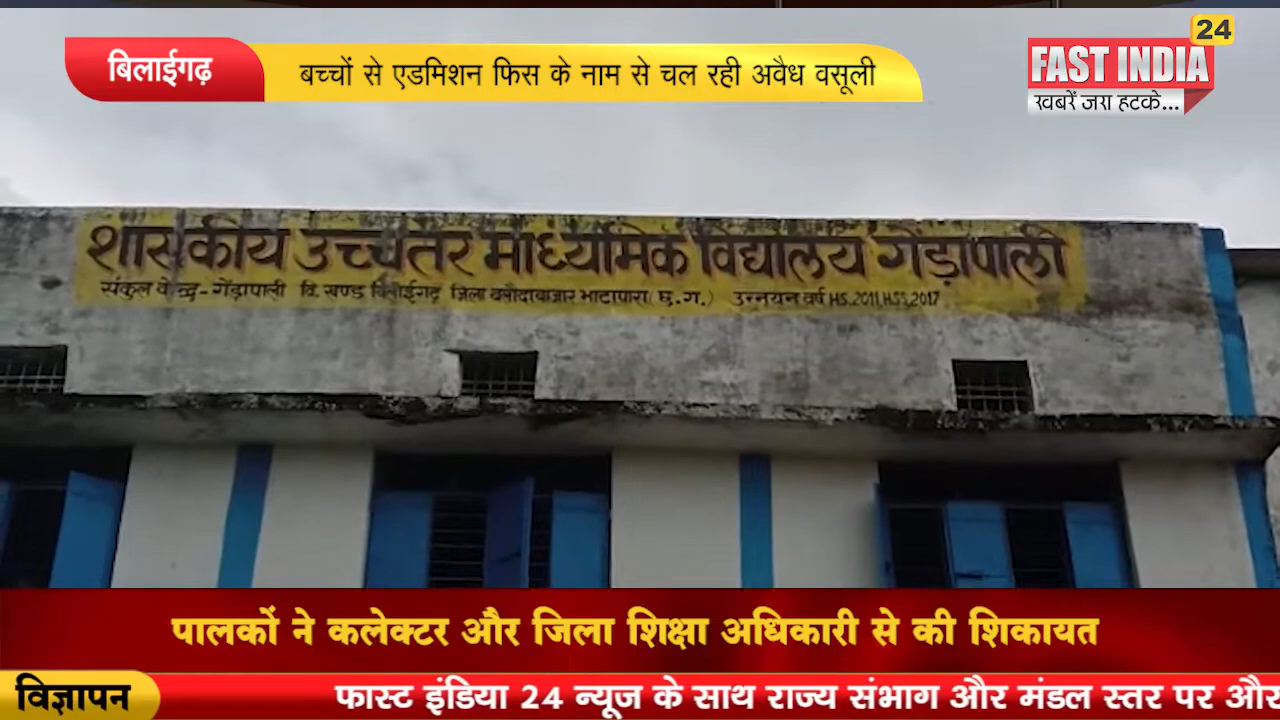 24
बिलाईगढ़
बच्चों से एडमिशन फिस के नाम से चल रही अवैध वसूली
FAST INDIA
खबरें जरा हटके...
शासकीय उच्चतर माध्यमिक विद्यालय गेंड़ापाली
संकुल केन्द्र-गेंड़ापाली वि.खण्ड बिलाईगढ़ जिला बलौदाबाजार भाटापारा (छ.ग.) उन्नयन वर्ष HS.2011,HSS,2017
पालकों ने कलेक्टर और जिला शिक्षा अधिकारी से की शिकायत
विज्ञापन
फास्ट इंडिया 24 न्यूज के साथ राज्य संभाग और मंडल स्तर पर और